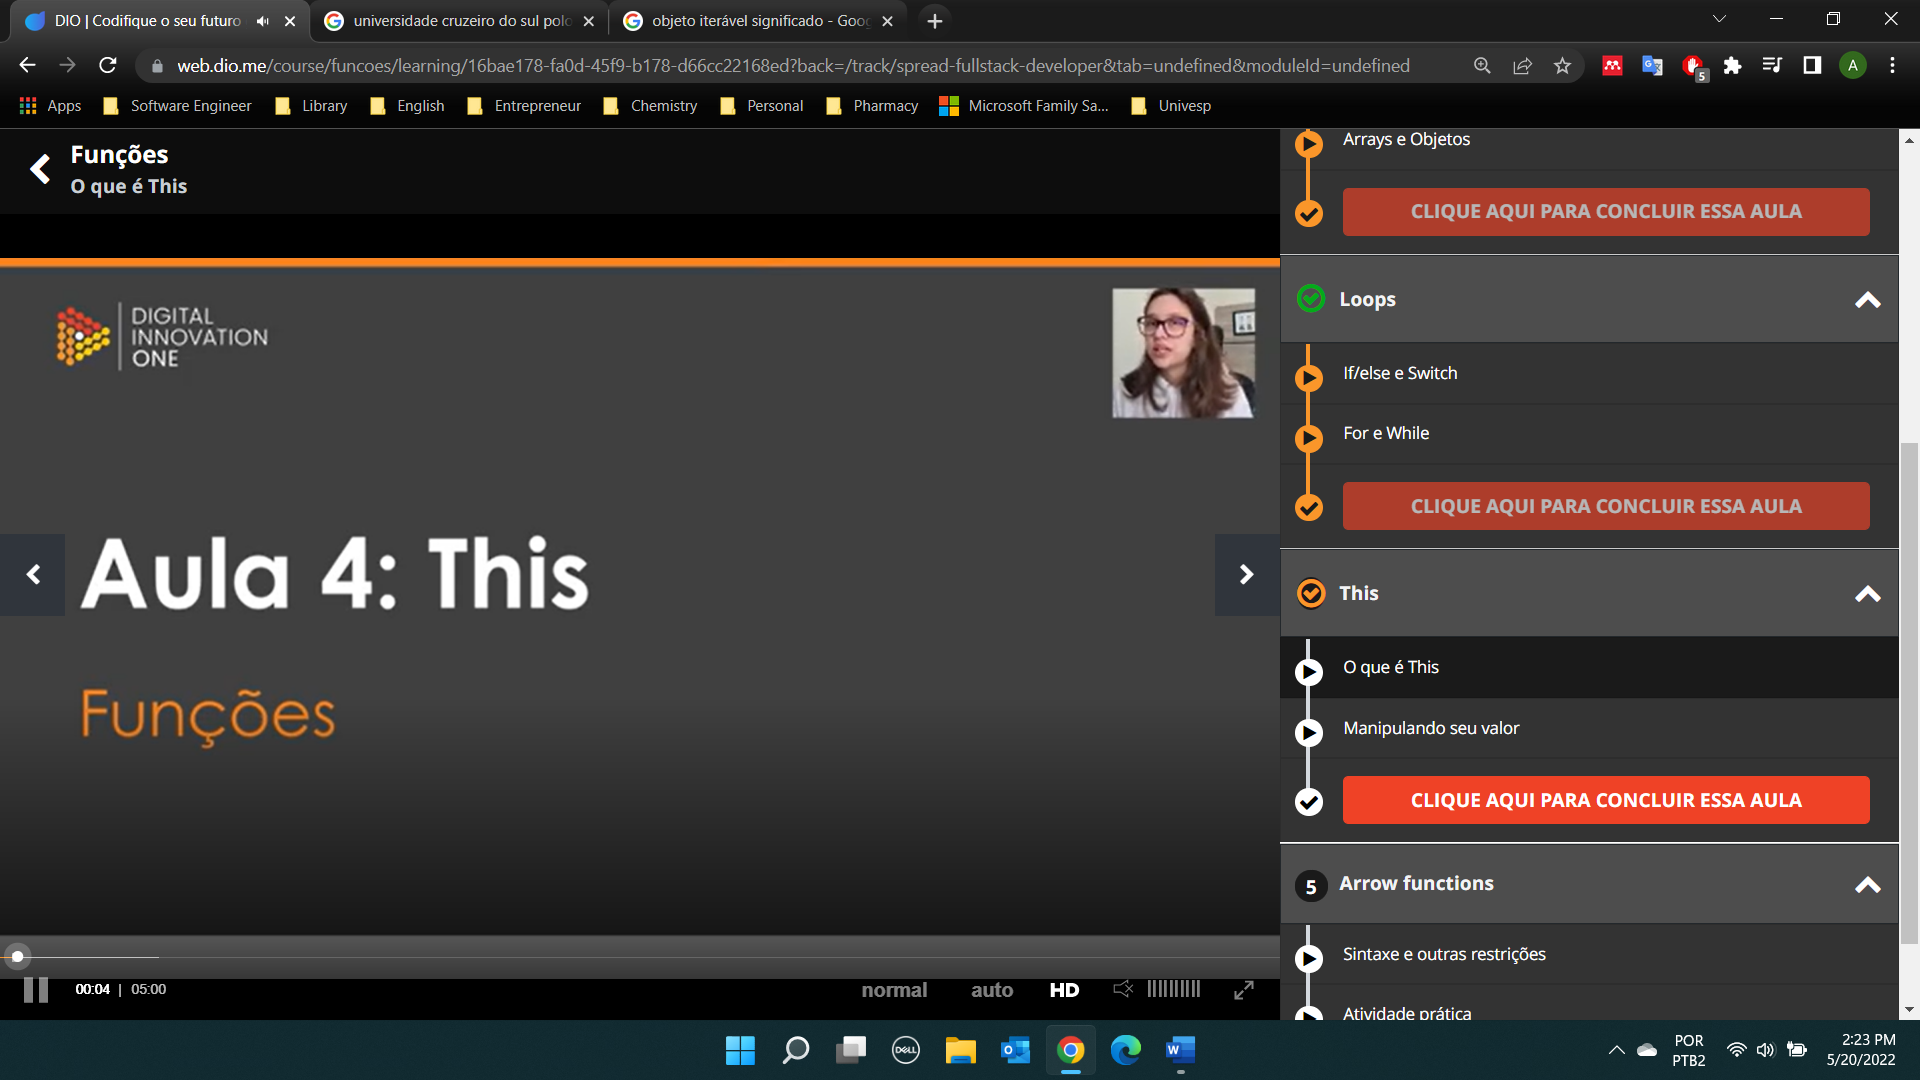 DIO | Codifique o seu futuro
universidade cruzeiro do sul polo
objeto iterável significado - Goog
web.dio.me/course/funcoes/learning/16bae178-fa0d-45f9-b178-d66cc22168ed?back=/track/spread-fullstack-developer&tab=undefined&moduleId=undefined
5
A
Apps
Software Engineer
Library
English
Entrepreneur
Chemistry
Personal
Pharmacy
Microsoft Family Sa...
Univesp
Funções
O que é This
DIGITAL
INNOVATION
ONE
Aula 4: This
Funções
00:04 | 05:00
normal
auto
HD
Arrays e Objetos
CLIQUE AQUI PARA CONCLUIR ESSA AULA
Loops
If/else e Switch
For e While
CLIQUE AQUI PARA CONCLUIR ESSA AULA
This
O que é This
Manipulando seu valor
CLIQUE AQUI PARA CONCLUIR ESSA AULA
5 Arrow functions
Sintaxe e outras restrições
Atividade prática
DELL
W
POR
PTB2
2:23 PM
5/20/2022